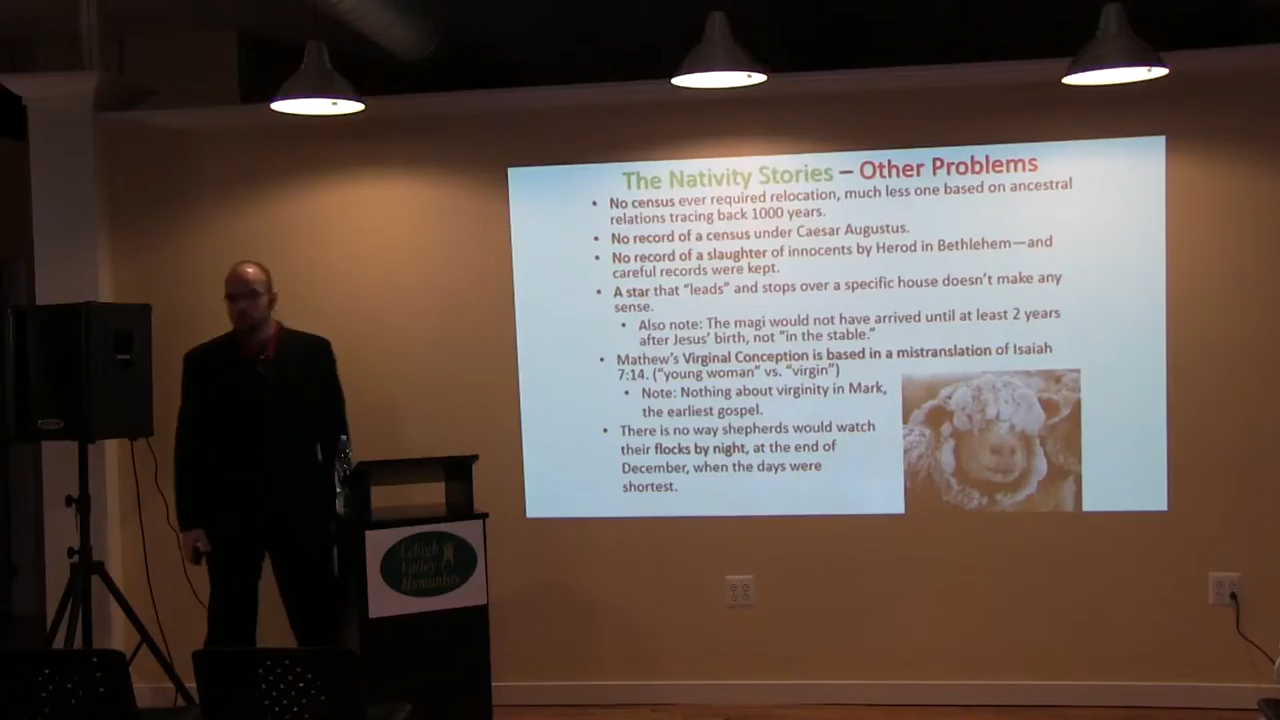 The Nativity Stories – Other Problems
• No census ever required relocation, much less one based on ancestral
relations tracing back 1000 years.
• No record of a census under Caesar Augustus.
• No record of a slaughter of innocents by Herod in Bethlehem—and
careful records were kept.
• A star that “leads” and stops over a specific house doesn’t make any
sense.
• Also note: The magi would not have arrived until at least 2 years
after Jesus’ birth, not “in the stable.”
• Mathew’s Virginal Conception is based in a mistranslation of Isaiah
7:14. (“young woman” vs. “virgin”)
• Note: Nothing about virginity in Mark,
the earliest gospel.
• There is no way shepherds would watch
their flocks by night, at the end of
December, when the days were
shortest.
Lehigh
Valley
Humanists